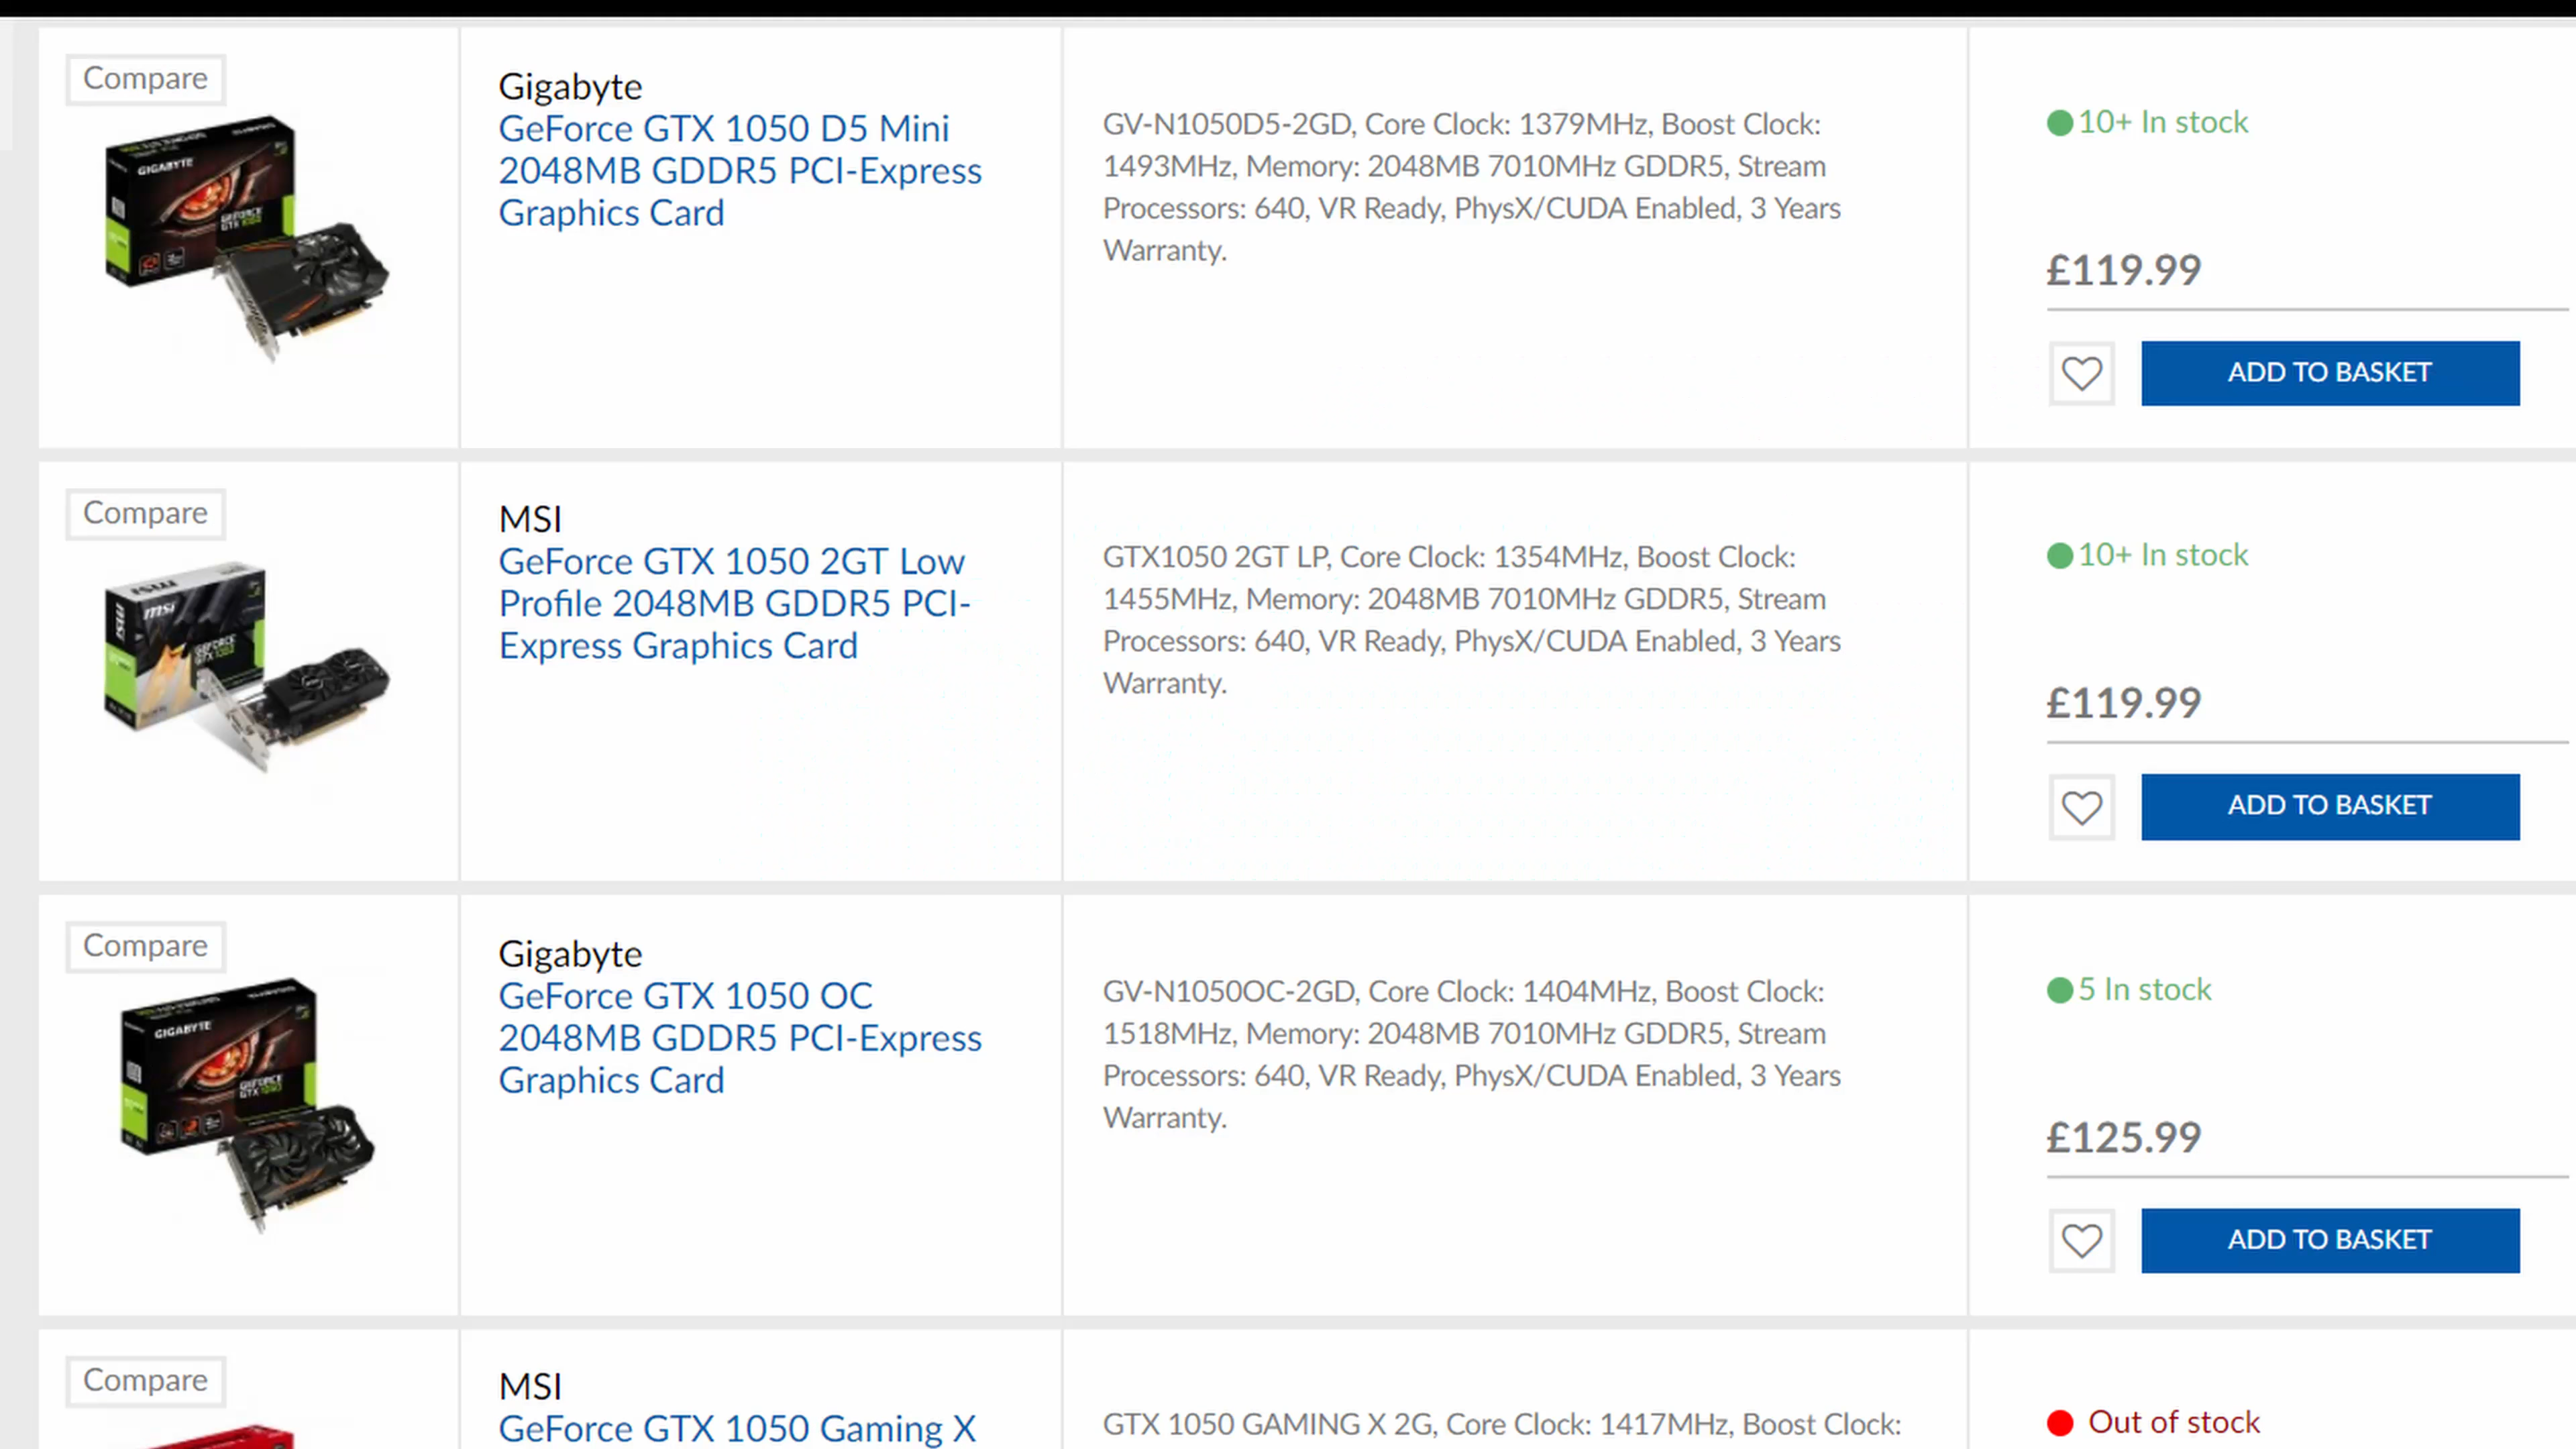 Compare
GIGABYTE
GEFORCE
Gigabyte
GeForce GTX 1050 D5 Mini
2048MB GDDR5 PCI-Express
Graphics Card
GV-N1050D5-2GD, Core Clock: 1379MHz, Boost Clock:
1493MHz, Memory: 2048MB 7010MHz GDDR5, Stream
Processors: 640, VR Ready, PhysX/CUDA Enabled, 3 Years
Warranty.
10+ In stock
£119.99
ADD TO BASKET
Compare
msi
GEFORCE
MSI
GeForce GTX 1050 2GT Low
Profile 2048MB GDDR5 PCI-
Express Graphics Card
GTX1050 2GT LP, Core Clock: 1354MHz, Boost Clock:
1455MHz, Memory: 2048MB 7010MHz GDDR5, Stream
Processors: 640, VR Ready, PhysX/CUDA Enabled, 3 Years
Warranty.
10+ In stock
£119.99
ADD TO BASKET
Compare
GIGABYTE
GEFORCE
GTX 1050
Gigabyte
GeForce GTX 1050 OC
2048MB GDDR5 PCI-Express
Graphics Card
GV-N1050OC-2GD, Core Clock: 1404MHz, Boost Clock:
1518MHz, Memory: 2048MB 7010MHz GDDR5, Stream
Processors: 640, VR Ready, PhysX/CUDA Enabled, 3 Years
Warranty.
5 In stock
£125.99
ADD TO BASKET
Compare
MSI
GeForce GTX 1050 Gaming X
GTX 1050 GAMING X 2G, Core Clock: 1417MHz, Boost Clock:
Out of stock